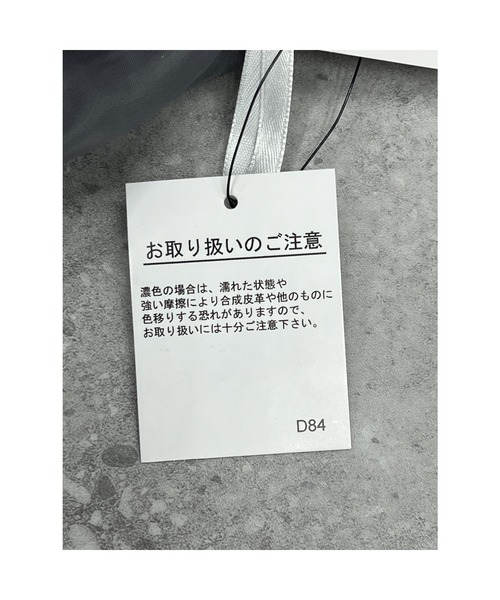 お取り扱いのご注意
濃色の場合は、濡れた状態や
強い摩擦により合成皮革や他のものに
色移りする恐れがありますので、
お取り扱いには十分ご注意下さい。
D84